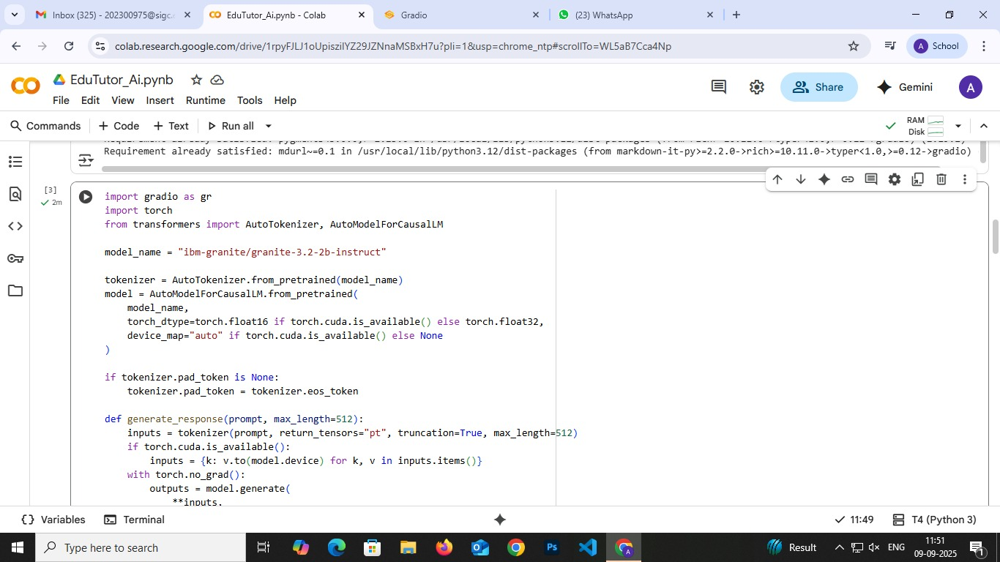 Inbox (325) - 202300975@sigc.e
EduTutor_Ai.pynb - Colab
Gradio
(23) WhatsApp
colab.research.google.com/drive/1rpyFJLJ1oUpisziIYZ29JZNnaMSBxH7u?pli=1&usp=chrome_ntp#scrollTo=WL5aB7Cca4Np
A School
EduTutor_Ai.pynb
File Edit View Insert Runtime Tools Help
Share
Gemini
A
Commands + Code + Text Run all
RAM
Disk
Requirement already satisfied: mdurl~=0.1 in /usr/local/lib/python3.12/dist-packages (from markdown-it-py>=2.2.0->rich>=10.11.0->typer<1.0,>=0.12->gradio)
[3]
2m
import gradio as gr
import torch
from transformers import AutoTokenizer, AutoModelForCausalLM
model_name = "ibm-granite/granite-3.2-2b-instruct"
tokenizer = AutoTokenizer.from_pretrained(model_name)
model = AutoModelForCausalLM.from_pretrained(
    model_name,
    torch_dtype=torch.float16 if torch.cuda.is_available() else torch.float32,
    device_map="auto" if torch.cuda.is_available() else None
)
if tokenizer.pad_token is None:
    tokenizer.pad_token = tokenizer.eos_token
def generate_response(prompt, max_length=512):
    inputs = tokenizer(prompt, return_tensors="pt", truncation=True, max_length=512)
    if torch.cuda.is_available():
        inputs = {k: v.to(model.device) for k, v in inputs.items()}
    with torch.no_grad():
        outputs = model.generate(
            **inputs,
Variables Terminal
11:49 T4 (Python 3)
Type here to search
Result
ENG
11:51
09-09-2025
1